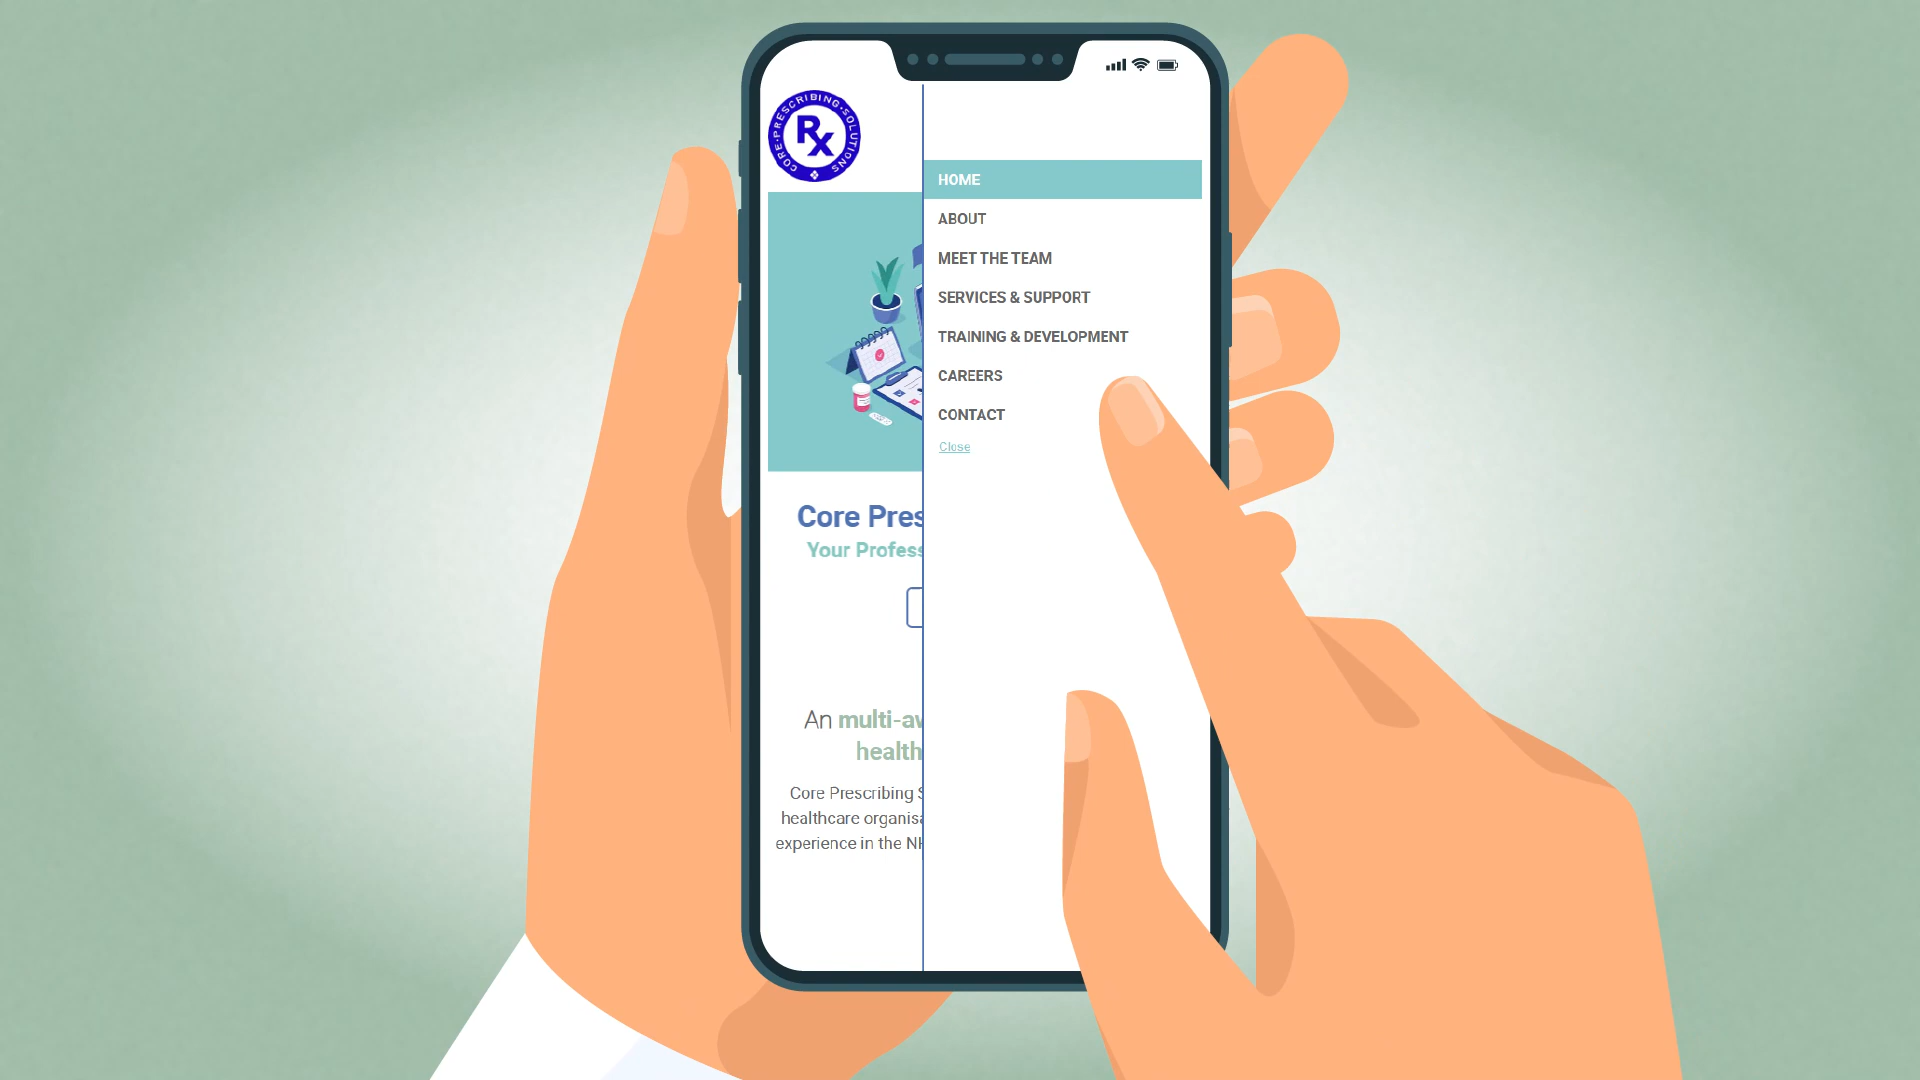 CORE·PRESCRIBING·SOLUTIONS
Rx
HOME
ABOUT
MEET THE TEAM
SERVICES & SUPPORT
TRAINING & DEVELOPMENT
CAREERS
CONTACT
Close
Core Pres
Your Profess
An multi-aw
health
Core Prescribing S
healthcare organisa
experience in the NH